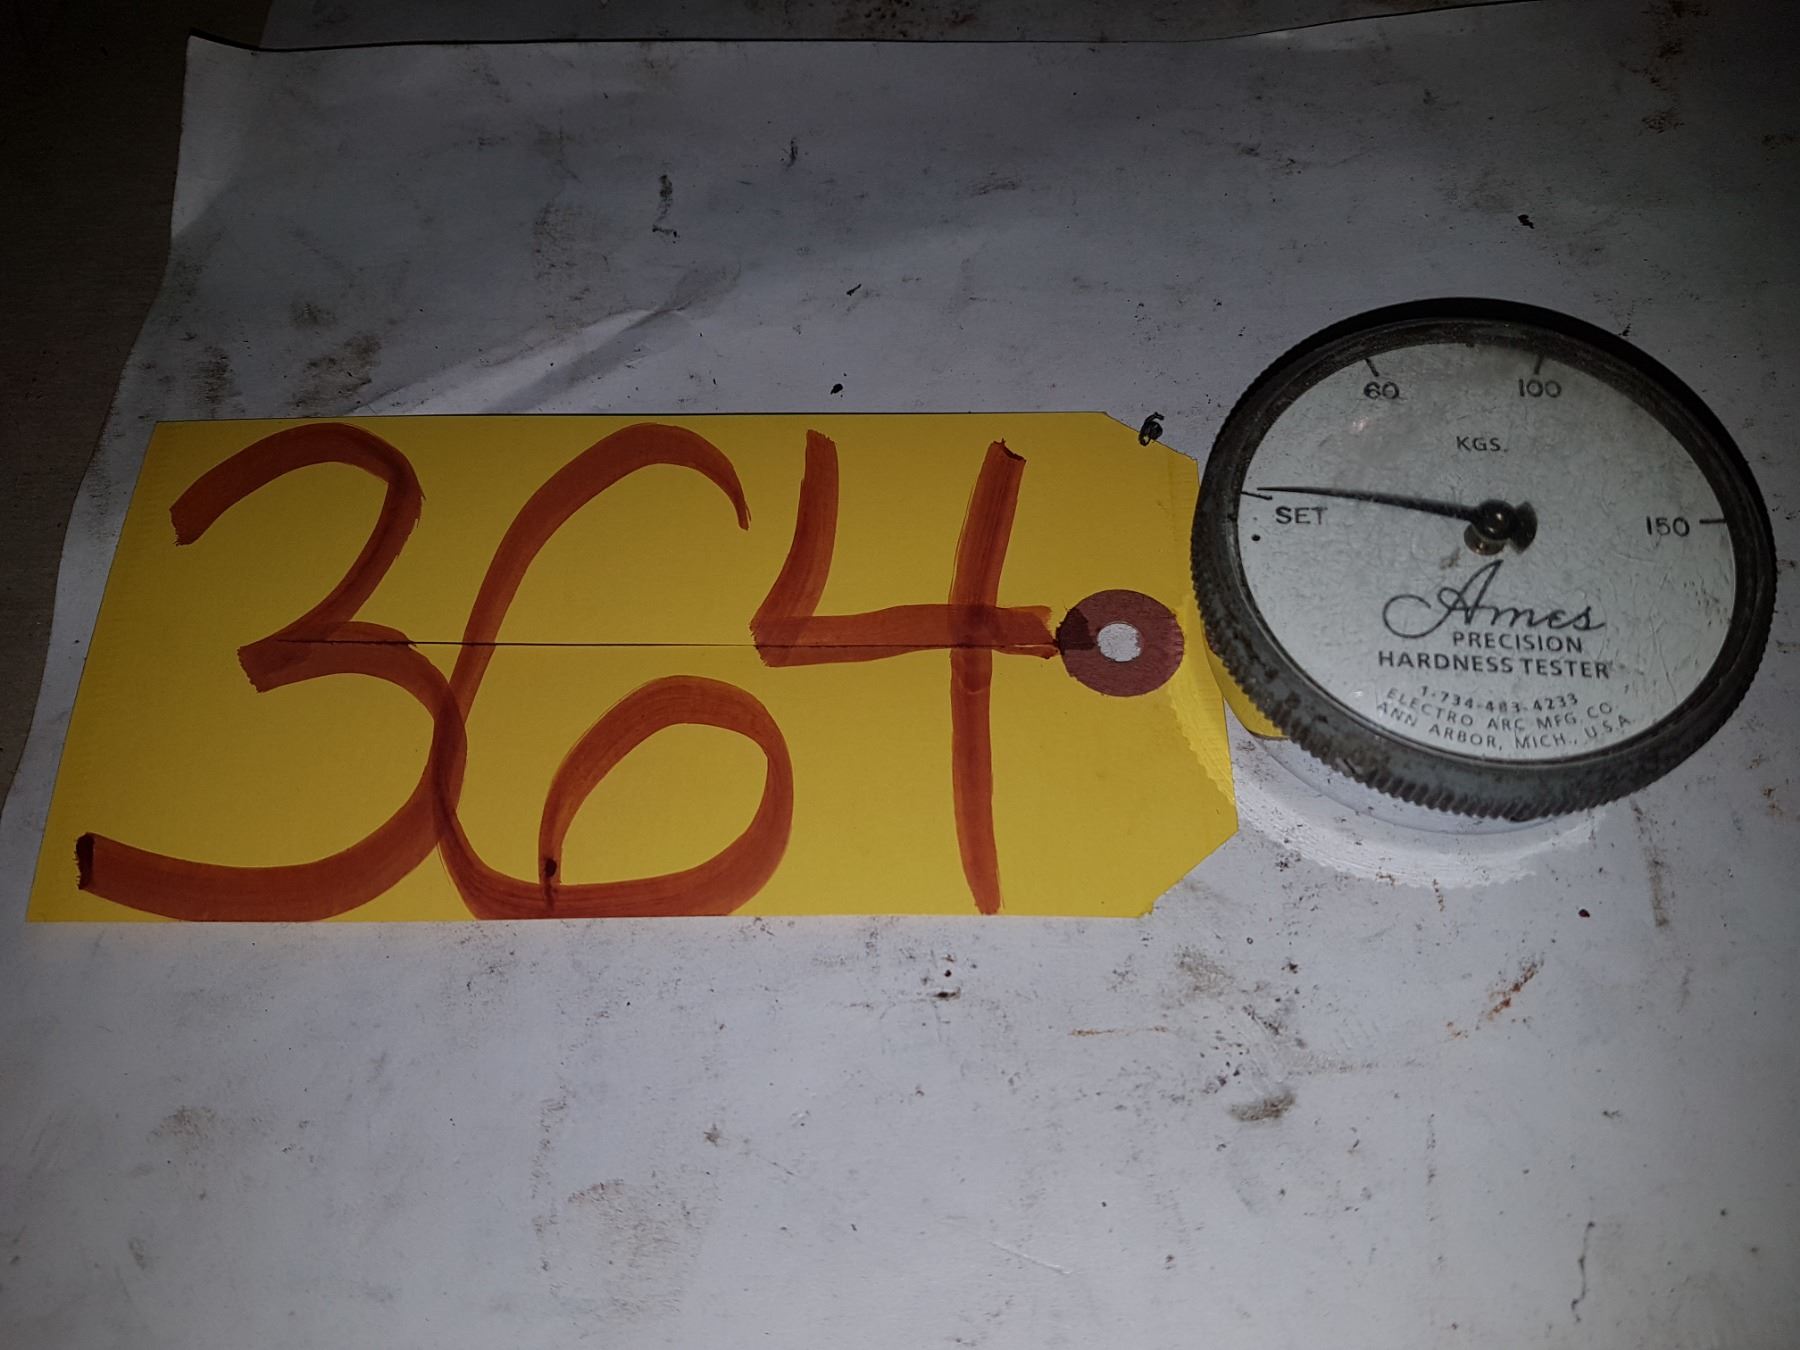 364
60
100
KGS.
SET
150
Ames
PRECISION
HARDNESS TESTER
1-734-483-4233
ELECTRO ARC MFG. CO.
ANN ARBOR, MICH., U.S.A.